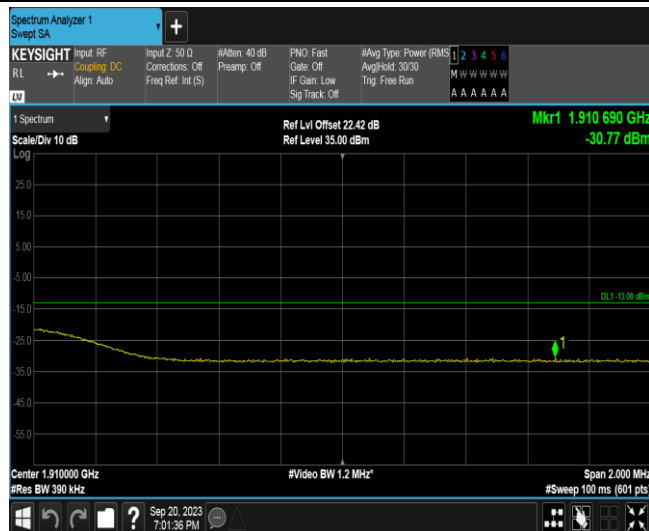 Spectrum Analyzer 1
Swept SA
+
KEYSIGHT
RL
LXI
Input: RF
Coupling: DC
Align: Auto
Input Z: 50 Ω
Corrections: Off
Freq Ref: Int (S)
#Atten: 40 dB
Preamp: Off
PNO: Fast
Gate: Off
IF Gain: Low
Sig Track: Off
#Avg Type: Power (RMS
Avg|Hold: 30/30
Trig: Free Run
1 2 3 4 5 6
M W W W W W
A A A A A A
1 Spectrum
Scale/Div 10 dB
Log
Ref Lvl Offset 22.42 dB
Ref Level 35.00 dBm
Mkr1 1.910 690 GHz
-30.77 dBm
25.0
15.0
5.00
-5.00
DL1 -13.00 dBm
-15.0
-25.0
1
-35.0
-45.0
-55.0
Center 1.910000 GHz
#Res BW 390 kHz
#Video BW 1.2 MHz*
Span 2.000 MHz
#Sweep 100 ms (601 pts)
?
Sep 20, 2023
7:01:36 PM